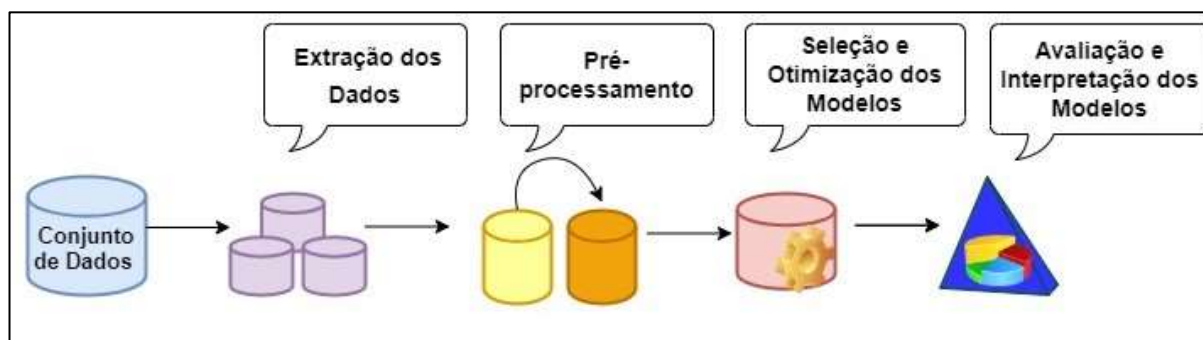 Extração dos
Dados
Pré-
processamento
Seleção e
Otimização dos
Modelos
Avaliação e
Interpretação dos
Modelos
Conjunto
de Dados